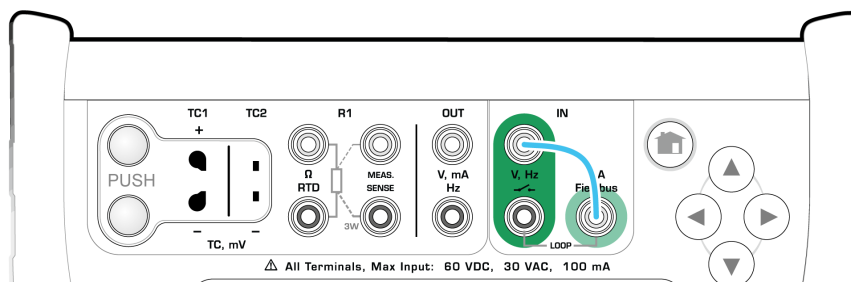 TC1 TC2 R1 OUT IN
+
PUSH
Ω MEAS. V, mA V, Hz A
RTD SENSE Hz Fieldbus
3W
− −
TC, mV
LOOP
⚠ All Terminals, Max Input: 60 VDC, 30 VAC, 100 mA